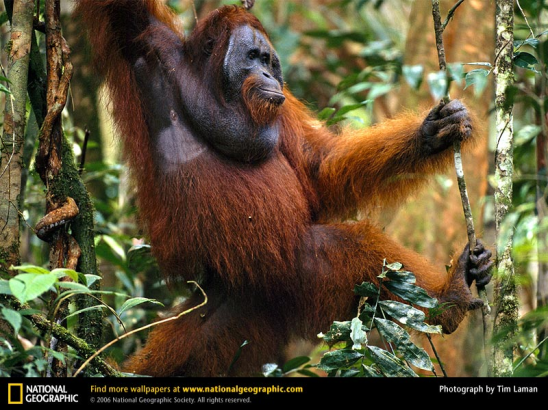 NATIONAL
GEOGRAPHIC
Find more wallpapers at www.nationalgeographic.com
© 2006 National Geographic Society. All rights reserved.
Photograph by Tim Laman